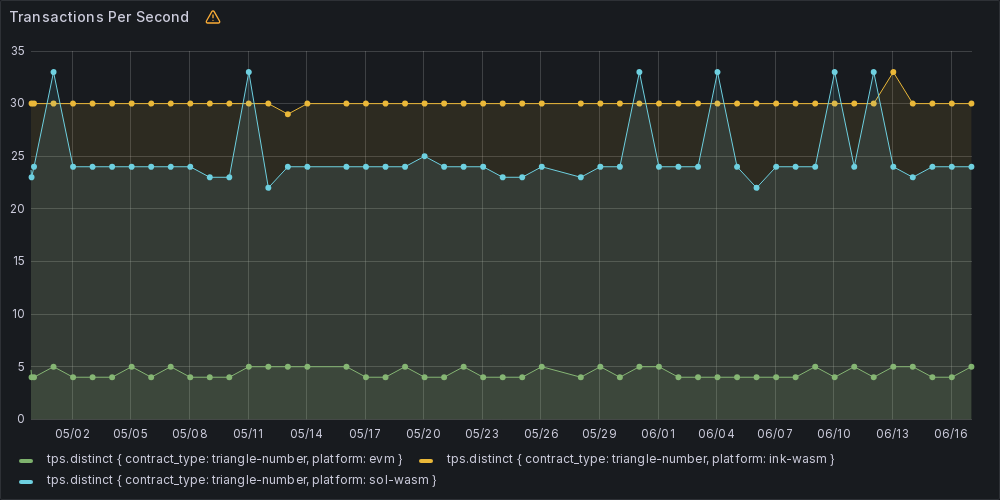 Transactions Per Second
35
30
25
20
15
10
5
0
05/02 05/05 05/08 05/11 05/14 05/17 05/20 05/23 05/26 05/29 06/01 06/04 06/07 06/10 06/13 06/16
tps.distinct { contract_type: triangle-number, platform: evm } tps.distinct { contract_type: triangle-number, platform: ink-wasm }
tps.distinct { contract_type: triangle-number, platform: sol-wasm }